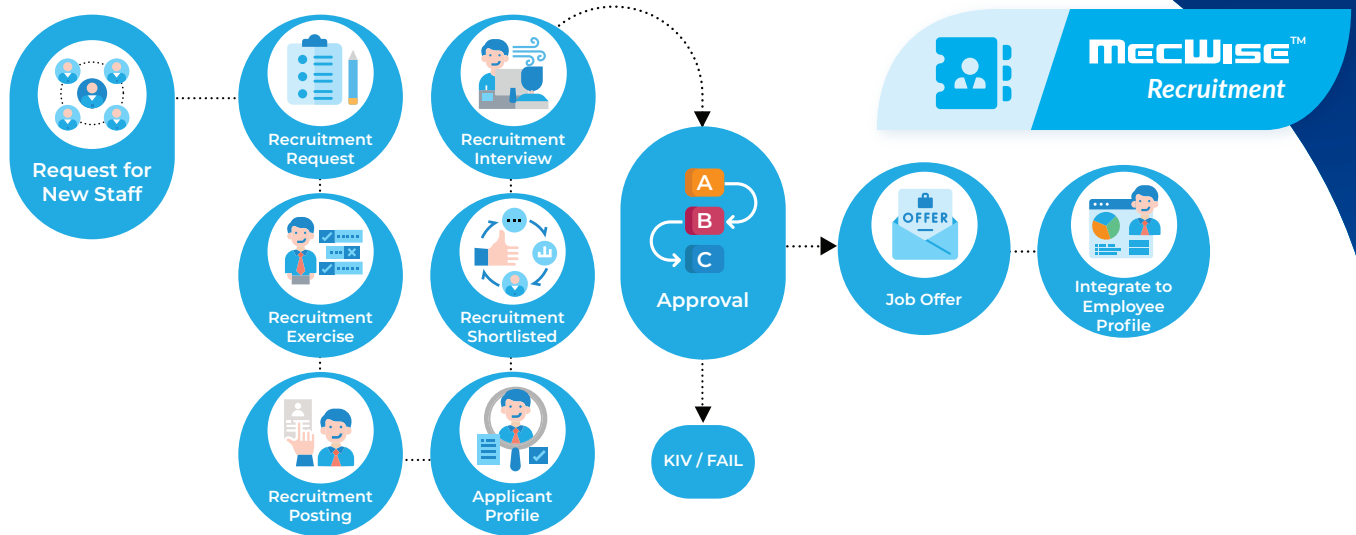 MECWISE™
Recruitment
Request for
New Staff
Recruitment
Request
Recruitment
Interview
Recruitment
Exercise
Recruitment
Shortlisted
Recruitment
Posting
Applicant
Profile
A
B
C
Approval
KIV / FAIL
OFFER
Job Offer
Integrate to
Employee
Profile